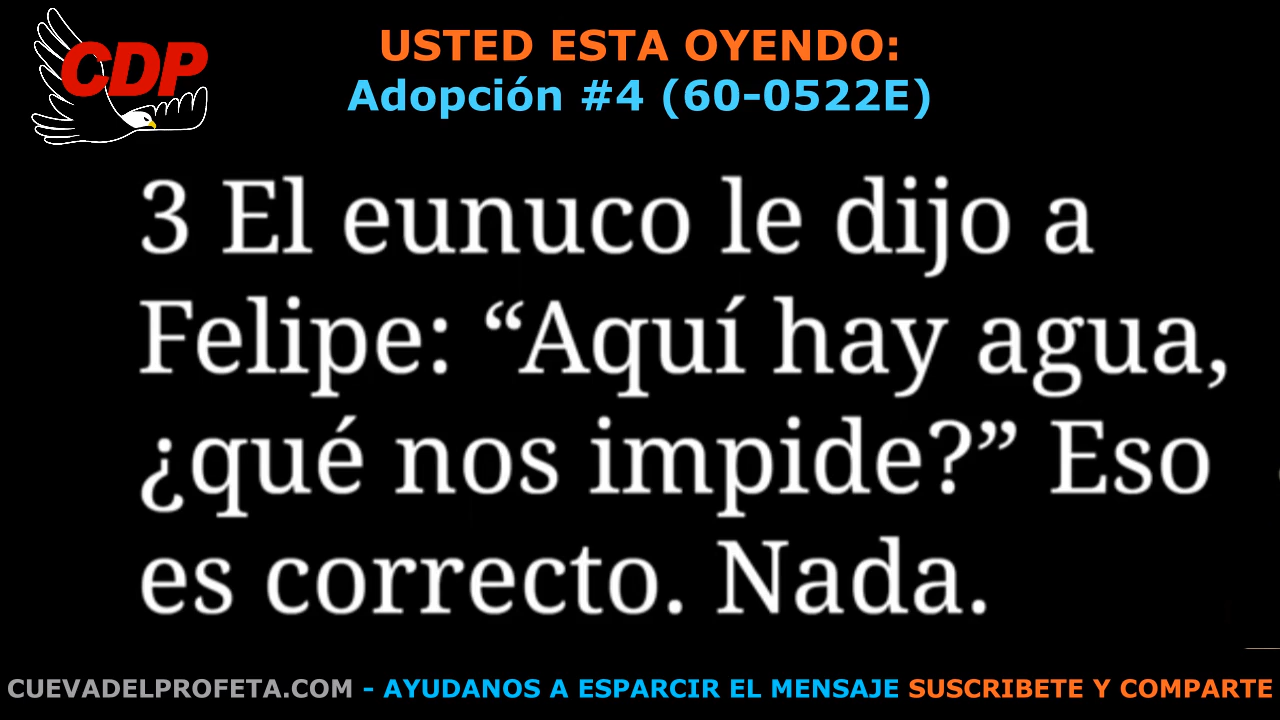 CDP
USTED ESTA OYENDO:
Adopción #4 (60-0522E)
3 El eunuco le dijo a
Felipe: “Aquí hay agua,
¿qué nos impide?” Eso
es correcto. Nada.
CUEVADELPROFETA.COM - AYUDANOS A ESPARCIR EL MENSAJE SUSCRIBETE Y COMPARTE